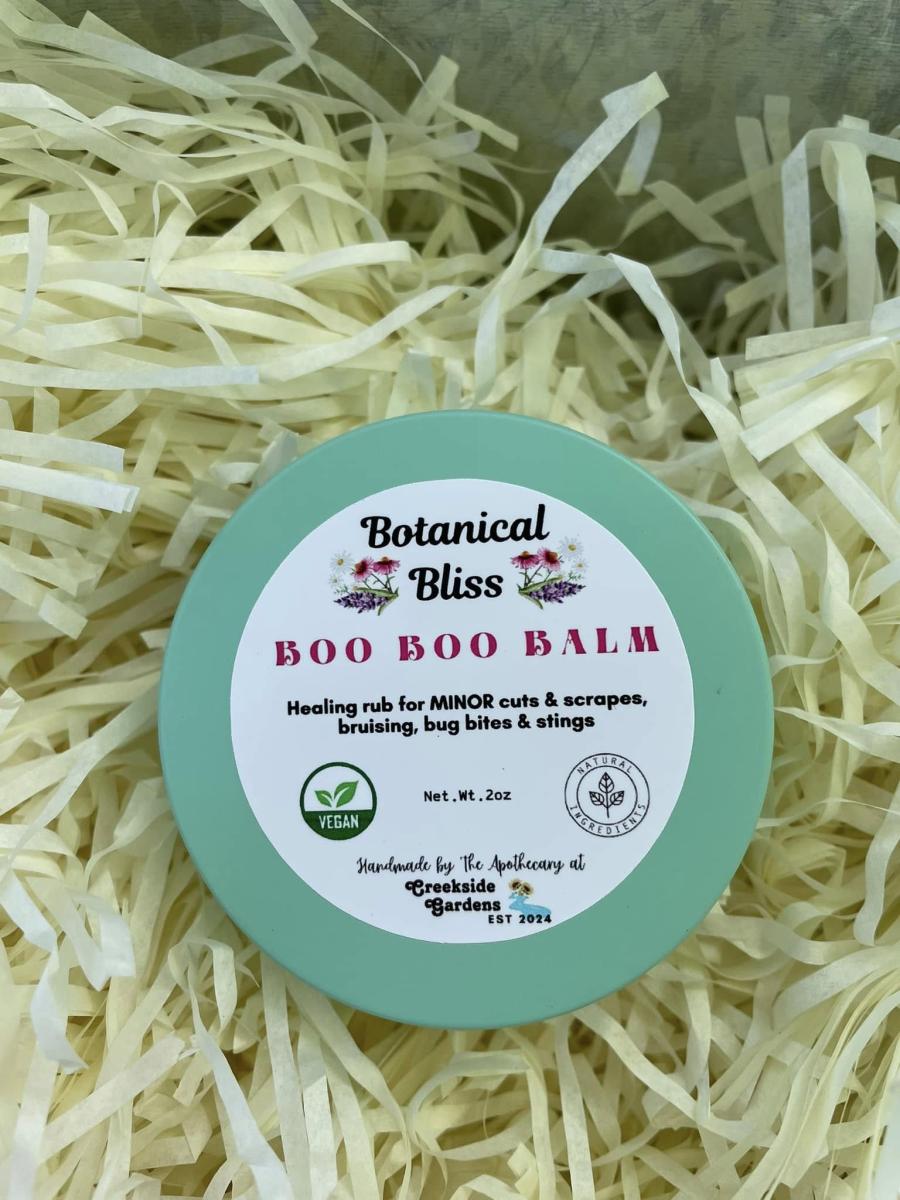 Botanical
Bliss
BOO BOO BALM
Healing rub for MINOR cuts & scrapes,
bruising, bug bites & stings
VEGAN
Net.Wt.2oz
NATURAL
INGREDIENTS
Handmade by The Apothecary at
Creekside
Gardens
EST 2024